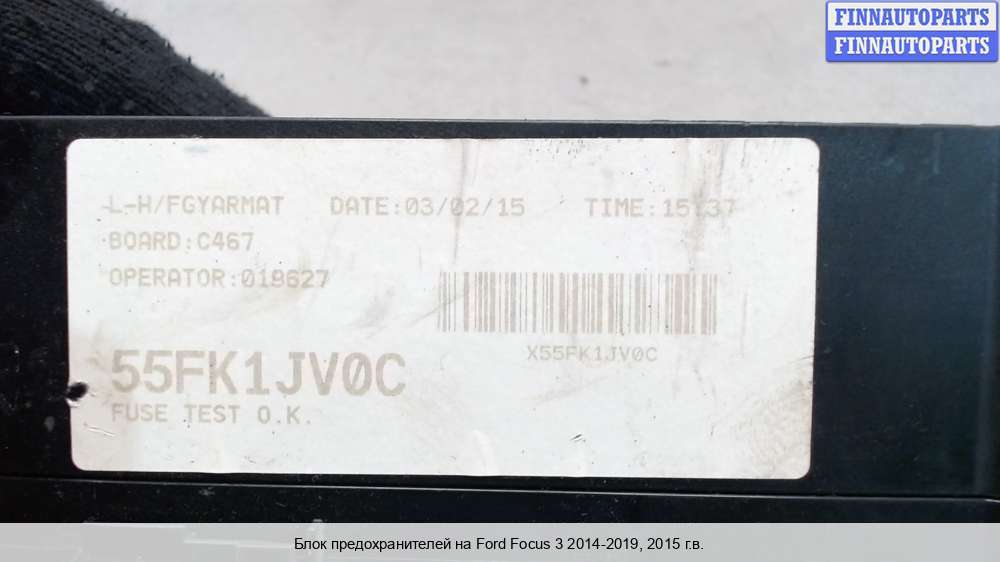 FINNAUTOPARTS
FINNAUTOPARTS
L-H/FGYARMAT DATE:03/02/15 TIME:15:37
BOARD:C467
OPERATOR:019627
X55FK1JV0C
55FK1JV0C
FUSE TEST O.K.
Блок предохранителей на Ford Focus 3 2014-2019, 2015 г.в.